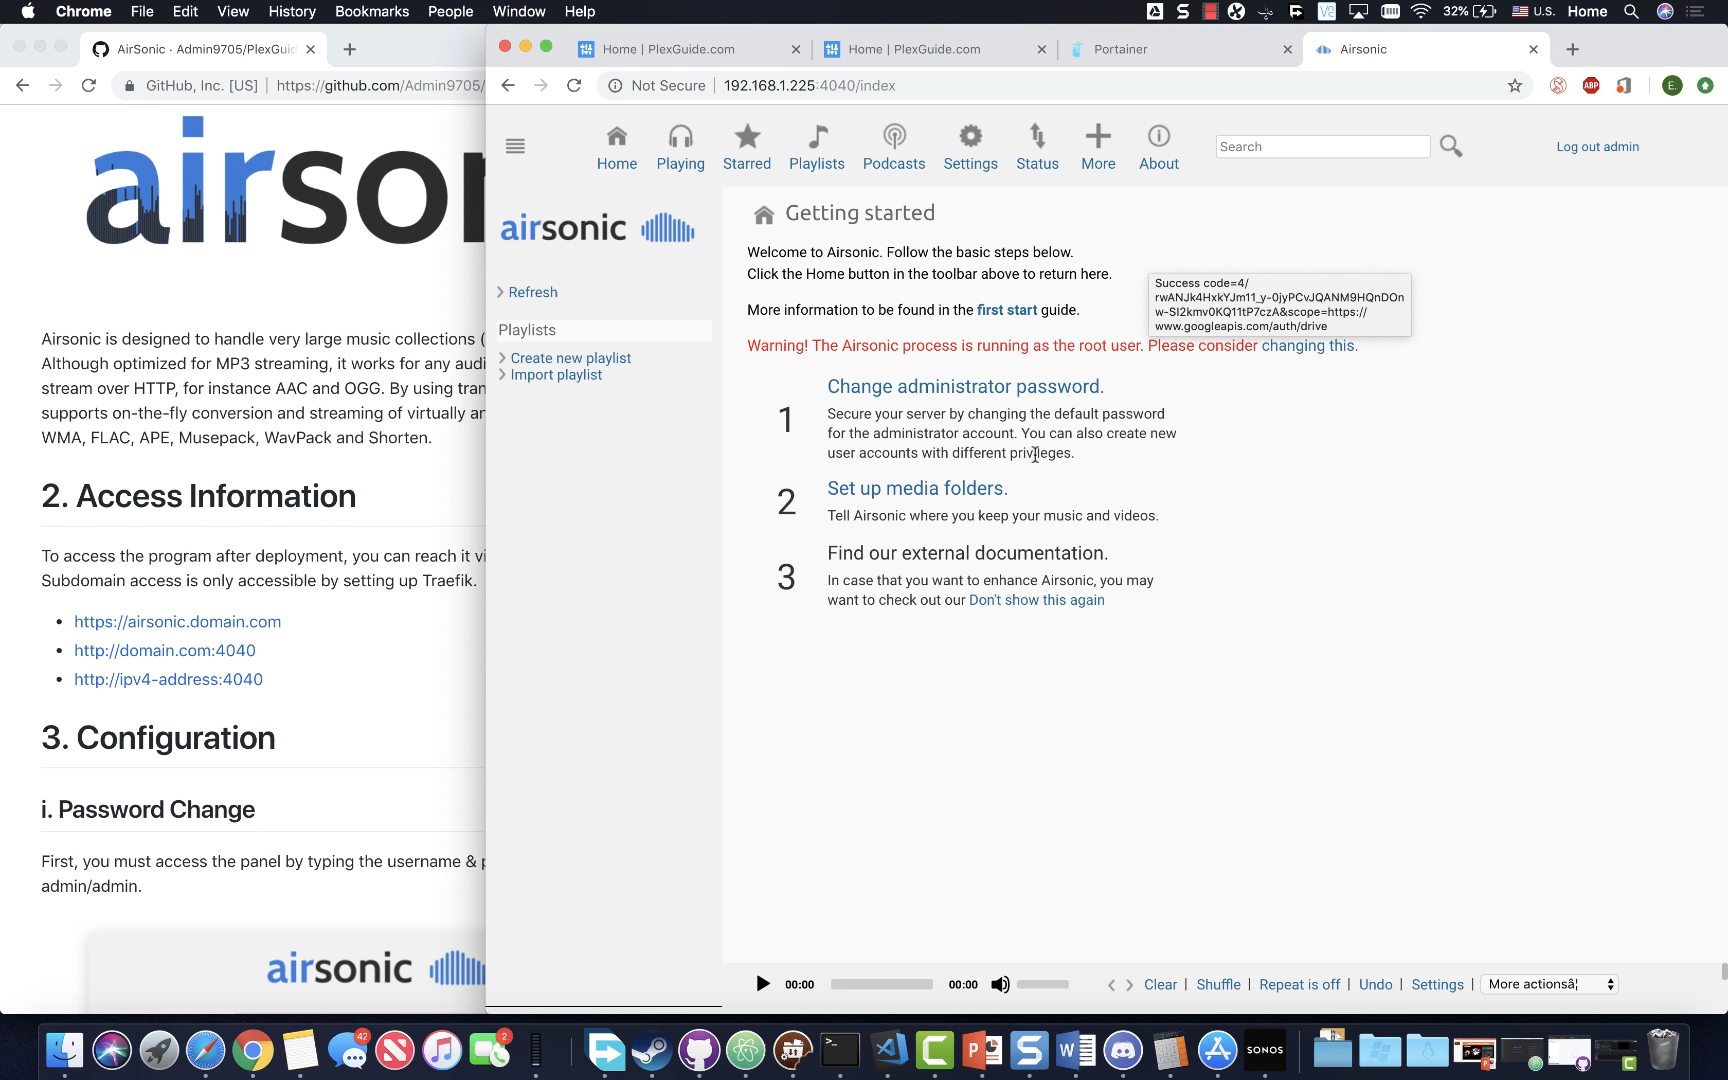 Chrome File Edit View History Bookmarks People Window Help
32% U.S. Home
AirSonic · Admin9705/PlexGuid
GitHub, Inc. [US] https://github.com/Admin9705/
airso
Airsonic is designed to handle very large music collections (
Although optimized for MP3 streaming, it works for any audi
stream over HTTP, for instance AAC and OGG. By using tran
supports on-the-fly conversion and streaming of virtually an
WMA, FLAC, APE, Musepack, WavPack and Shorten.
2. Access Information
To access the program after deployment, you can reach it vi
Subdomain access is only accessible by setting up Traefik.
https://airsonic.domain.com
http://domain.com:4040
http://ipv4-address:4040
3. Configuration
i. Password Change
First, you must access the panel by typing the username & p
admin/admin.
airsonic
Home | PlexGuide.com
Home | PlexGuide.com
Portainer
Airsonic
Not Secure 192.168.1.225:4040/index
ABP
E.
Home Playing Starred Playlists Podcasts Settings Status More About
Search
Log out admin
airsonic
Refresh
Playlists
Create new playlist
Import playlist
Getting started
Welcome to Airsonic. Follow the basic steps below.
Click the Home button in the toolbar above to return here.
More information to be found in the first start guide.
Success code=4/
rwANJk4HxkYJm11_y-0jyPCvJQANM9HQnDOn
w-SI2kmv0KQ11tP7czA&scope=https://
www.googleapis.com/auth/drive
Warning! The Airsonic process is running as the root user. Please consider changing this.
1
Change administrator password.
Secure your server by changing the default password
for the administrator account. You can also create new
user accounts with different privileges.
2
Set up media folders.
Tell Airsonic where you keep your music and videos.
3
Find our external documentation.
In case that you want to enhance Airsonic, you may
want to check out our Don't show this again
00:00 00:00 Clear | Shuffle | Repeat is off | Undo | Settings | More actionsâ¦
42
2
SONOS